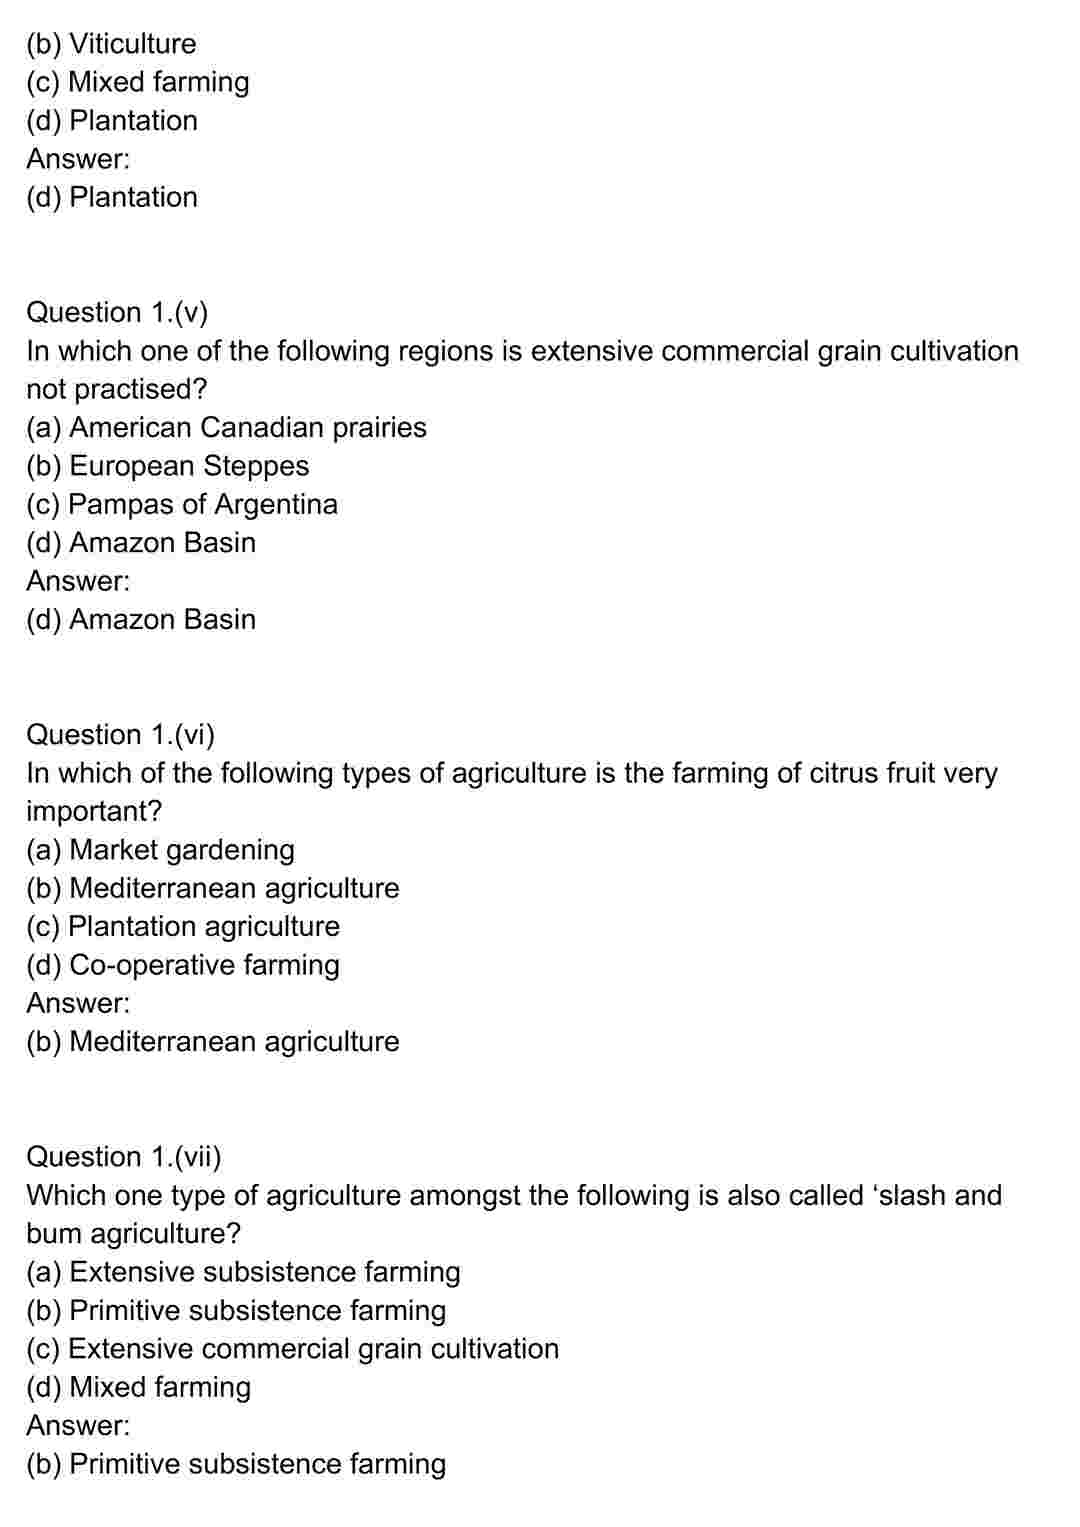 (b) Viticulture
(c) Mixed farming
(d) Plantation
Answer:
(d) Plantation
Question 1.(v)
In which one of the following regions is extensive commercial grain cultivation
not practised?
(a) American Canadian prairies
(b) European Steppes
(c) Pampas of Argentina
(d) Amazon Basin
Answer:
(d) Amazon Basin
Question 1.(vi)
In which of the following types of agriculture is the farming of citrus fruit very
important?
(a) Market gardening
(b) Mediterranean agriculture
(c) Plantation agriculture
(d) Co-operative farming
Answer:
(b) Mediterranean agriculture
Question 1.(vii)
Which one type of agriculture amongst the following is also called ‘slash and
bum agriculture?
(a) Extensive subsistence farming
(b) Primitive subsistence farming
(c) Extensive commercial grain cultivation
(d) Mixed farming
Answer:
(b) Primitive subsistence farming